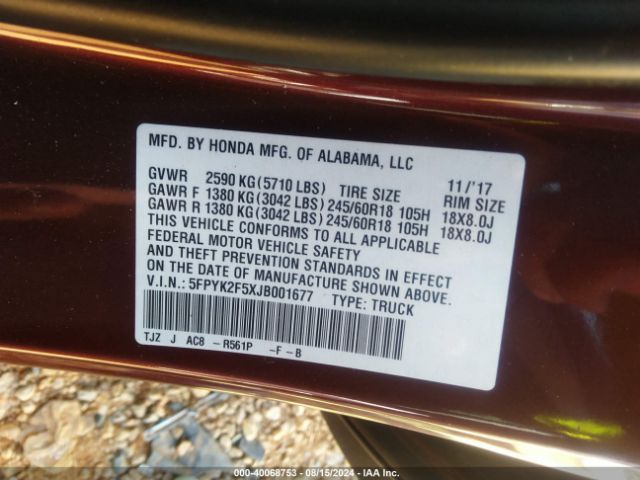 MFD. BY HONDA MFG. OF ALABAMA, LLC
GVWR 2590 KG (5710 LBS) TIRE SIZE 11/'17 RIM SIZE
GAWR F 1380 KG (3042 LBS) 245/60R18 105H 18X8.0J
GAWR R 1380 KG (3042 LBS) 245/60R18 105H 18X8.0J
THIS VEHICLE CONFORMS TO ALL APPLICABLE
FEDERAL MOTOR VEHICLE SAFETY
AND THEFT PREVENTION STANDARDS IN EFFECT
ON THE DATE OF MANUFACTURE SHOWN ABOVE.
V.I.N.: 5FPYK2F5XJB001677 TYPE: TRUCK
TJZ J AC8 - R561P -F - B
000-40068753 - 08/15/2024 - IAA Inc.